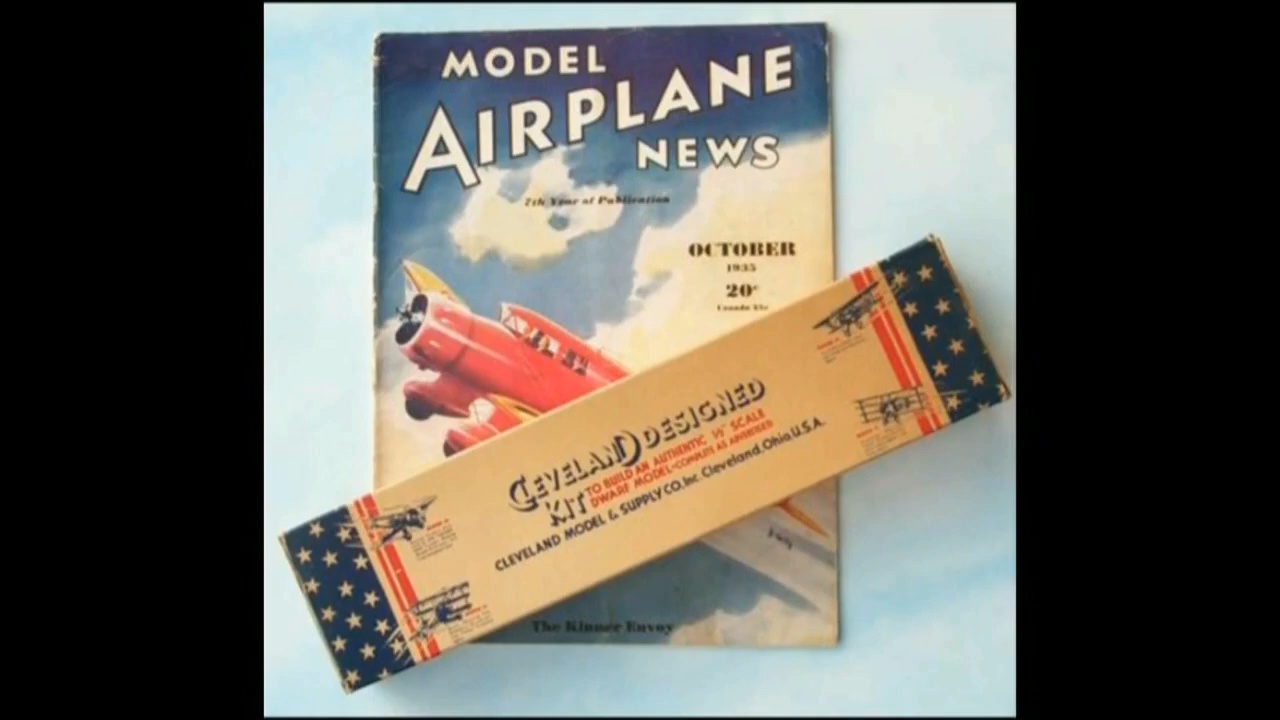 MODEL
AIRPLANE
NEWS
7th Year of Publication
OCTOBER
1935
20¢
Canada
CLEVELAND DESIGNED
KIT TO BUILD AN AUTHENTIC ½" SCALE
DWARF MODEL-COMPLETE AS ADVERTISED
CLEVELAND MODEL & SUPPLY CO. Inc. Cleveland, Ohio U.S.A.
The Kinner Envoy